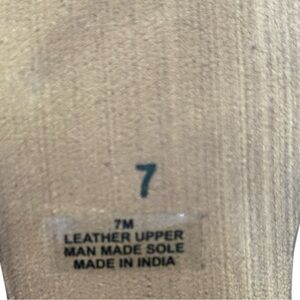 7
7M
LEATHER UPPER
MAN MADE SOLE
MADE IN INDIA